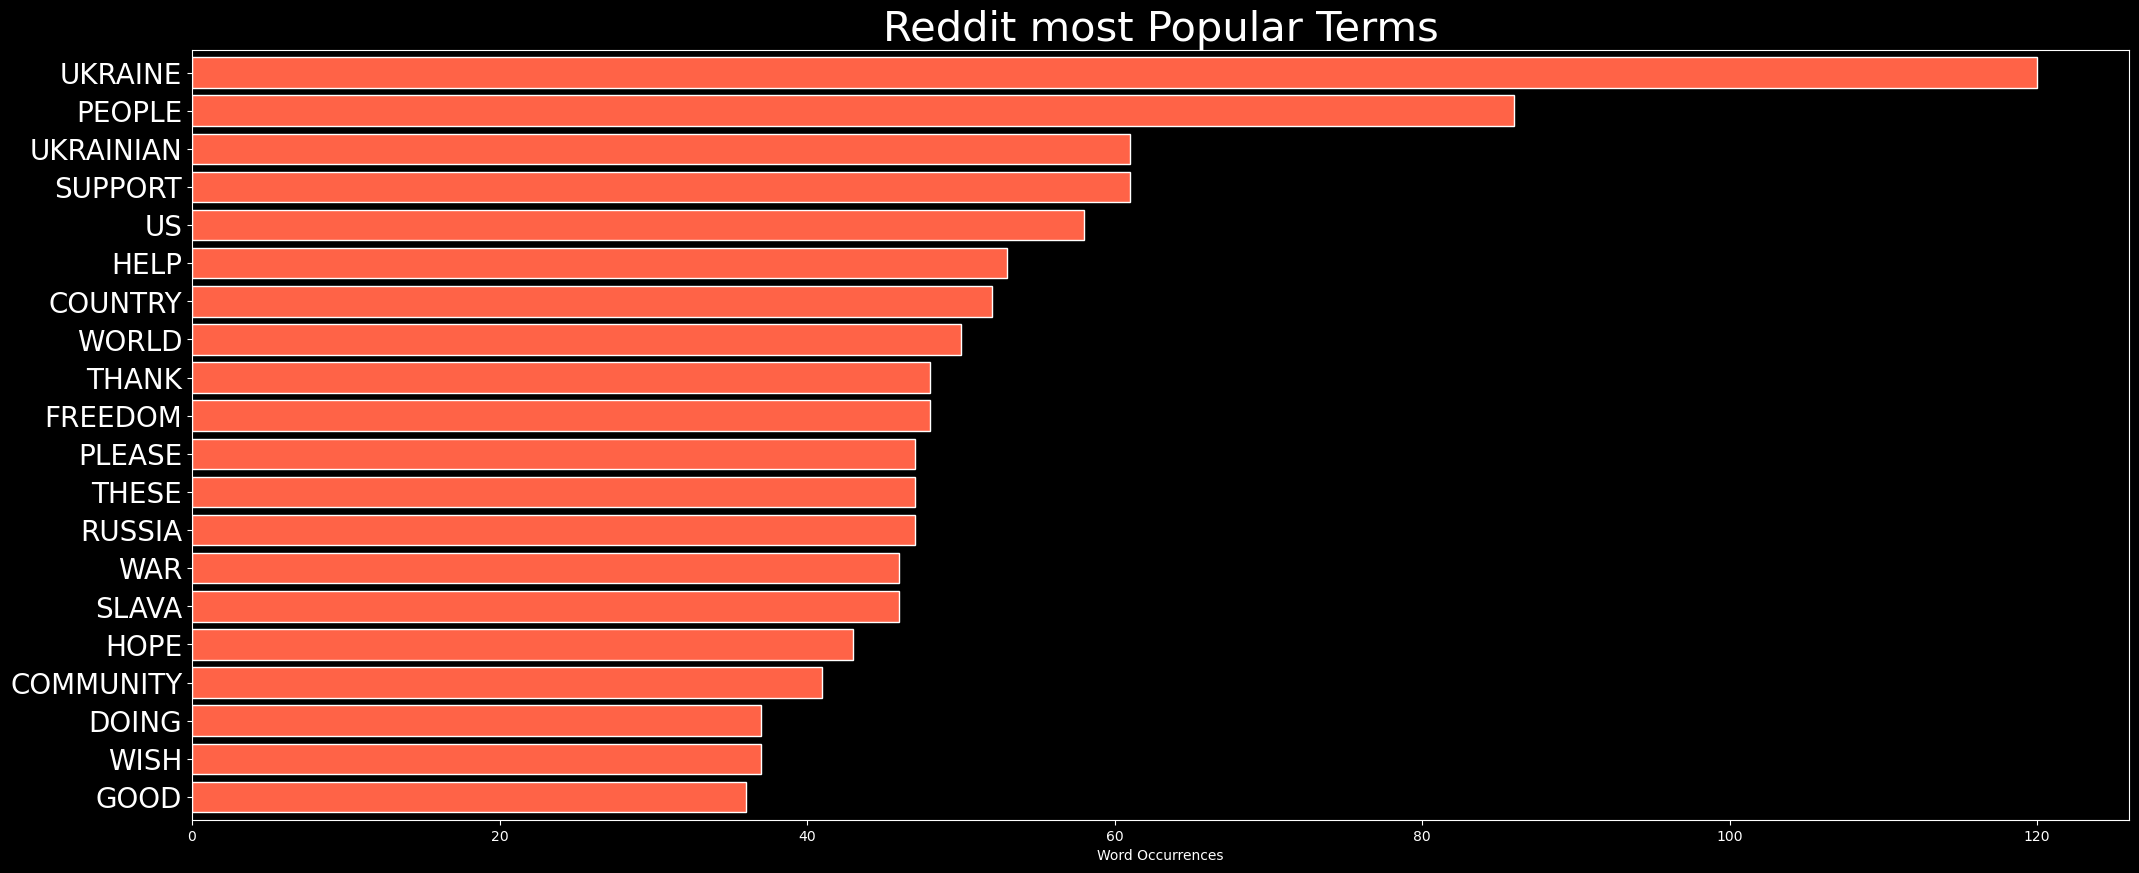 Reddit most Popular Terms
UKRAINE
PEOPLE
UKRAINIAN
SUPPORT
US
HELP
COUNTRY
WORLD
THANK
FREEDOM
PLEASE
THESE
RUSSIA
WAR
SLAVA
HOPE
COMMUNITY
DOING
WISH
GOOD
0 20 40 60 80 100 120
Word Occurrences